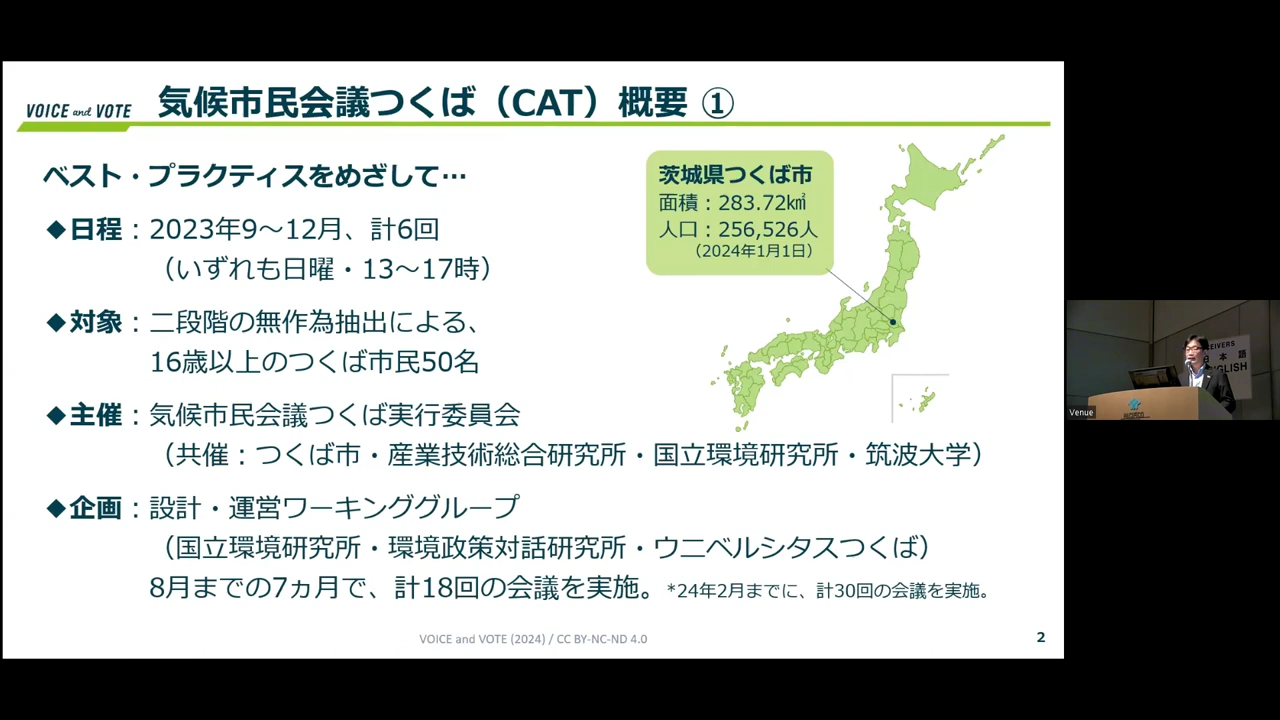 VOICE and VOTE
気候市民会議つくば（CAT）概要 ①
ベスト・プラクティスをめざして…
◆日程：2023年9～12月、計6回
（いずれも日曜・13～17時）
◆対象：二段階の無作為抽出による、
16歳以上のつくば市民50名
◆主催：気候市民会議つくば実行委員会
（共催：つくば市・産業技術総合研究所・国立環境研究所・筑波大学）
◆企画：設計・運営ワーキンググループ
（国立環境研究所・環境政策対話研究所・ウニベルシタスつくば）
8月までの7ヵ月で、計18回の会議を実施。 *24年2月までに、計30回の会議を実施。
茨城県つくば市
面積：283.72㎢
人口：256,526人
（2024年1月1日）
VOICE and VOTE (2024) / CC BY-NC-ND 4.0
2
日本語
Venue